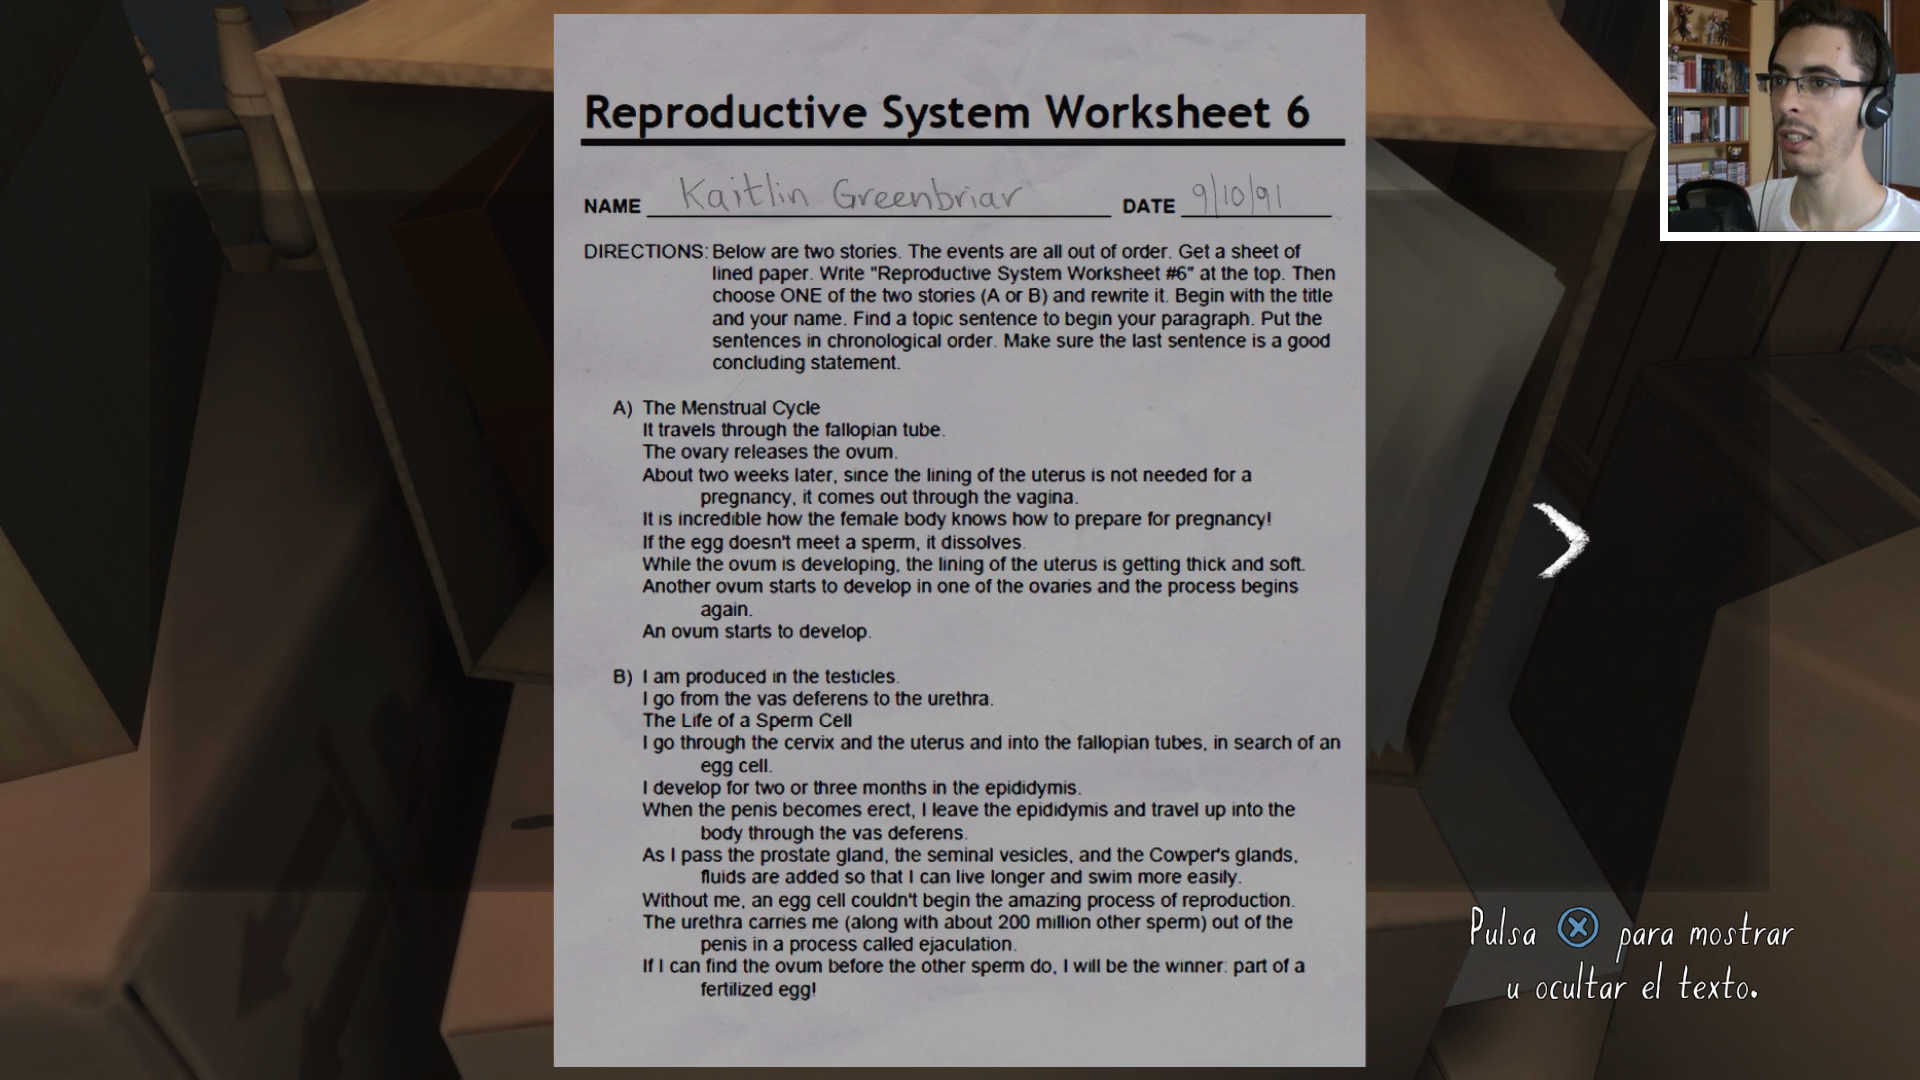 Reproductive System Worksheet 6
NAME Kaitlin Greenbriar DATE 9/10/91
DIRECTIONS: Below are two stories. The events are all out of order. Get a sheet of
lined paper. Write "Reproductive System Worksheet #6" at the top. Then
choose ONE of the two stories (A or B) and rewrite it. Begin with the title
and your name. Find a topic sentence to begin your paragraph. Put the
sentences in chronological order. Make sure the last sentence is a good
concluding statement.
A) The Menstrual Cycle
It travels through the fallopian tube.
The ovary releases the ovum.
About two weeks later, since the lining of the uterus is not needed for a
pregnancy, it comes out through the vagina.
It is incredible how the female body knows how to prepare for pregnancy!
If the egg doesn't meet a sperm, it dissolves.
While the ovum is developing, the lining of the uterus is getting thick and soft.
Another ovum starts to develop in one of the ovaries and the process begins
again.
An ovum starts to develop.
B) I am produced in the testicles.
I go from the vas deferens to the urethra.
The Life of a Sperm Cell
I go through the cervix and the uterus and into the fallopian tubes, in search of an
egg cell.
I develop for two or three months in the epididymis.
When the penis becomes erect, I leave the epididymis and travel up into the
body through the vas deferens.
As I pass the prostate gland, the seminal vesicles, and the Cowper's glands,
fluids are added so that I can live longer and swim more easily.
Without me, an egg cell couldn't begin the amazing process of reproduction.
The urethra carries me (along with about 200 million other sperm) out of the
penis in a process called ejaculation.
If I can find the ovum before the other sperm do, I will be the winner: part of a
fertilized egg!
Pulsa para mostrar
u ocultar el texto.